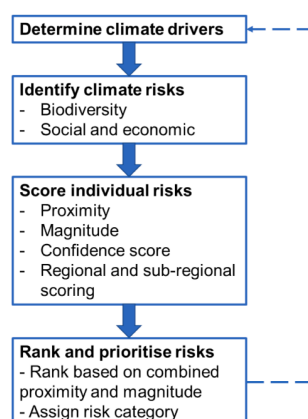 Determine climate drivers
Identify climate risks
- Biodiversity
- Social and economic
Score individual risks
- Proximity
- Magnitude
- Confidence score
- Regional and sub-regional
scoring
Rank and prioritise risks
- Rank based on combined
proximity and magnitude
- Assign risk category